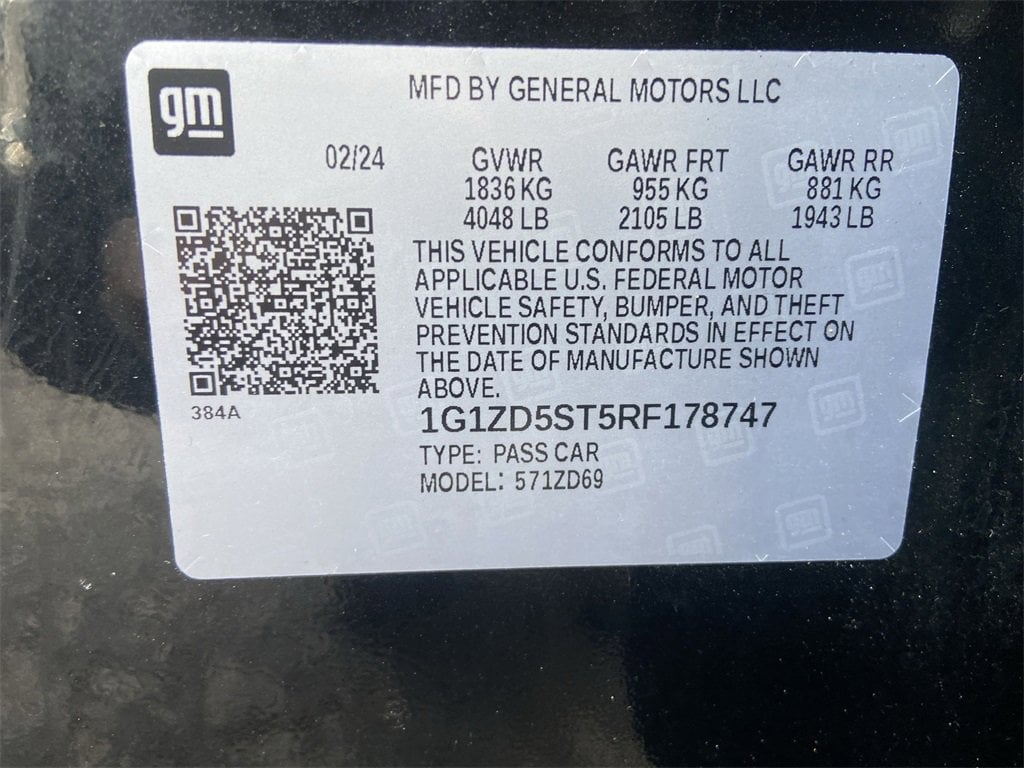 gm
MFD BY GENERAL MOTORS LLC
02/24 GVWR GAWR FRT GAWR RR
1836 KG 955 KG 881 KG
4048 LB 2105 LB 1943 LB
THIS VEHICLE CONFORMS TO ALL
APPLICABLE U.S. FEDERAL MOTOR
VEHICLE SAFETY, BUMPER, AND THEFT
PREVENTION STANDARDS IN EFFECT ON
THE DATE OF MANUFACTURE SHOWN
ABOVE.
384A
1G1ZD5ST5RF178747
TYPE: PASS CAR
MODEL: 571ZD69